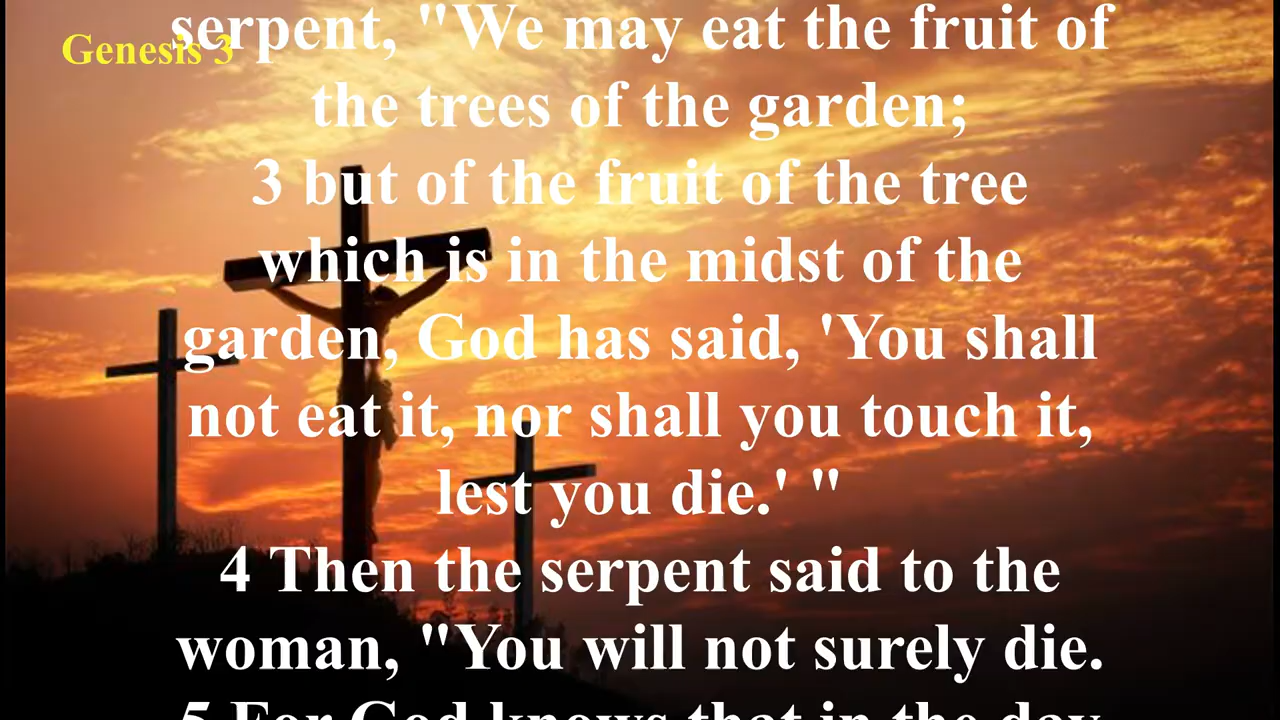 Genesis 3
serpent, "We may eat the fruit of
the trees of the garden;
3 but of the fruit of the tree
which is in the midst of the
garden, God has said, 'You shall
not eat it, nor shall you touch it,
lest you die.' "
4 Then the serpent said to the
woman, "You will not surely die.
5 For God knows that in the day